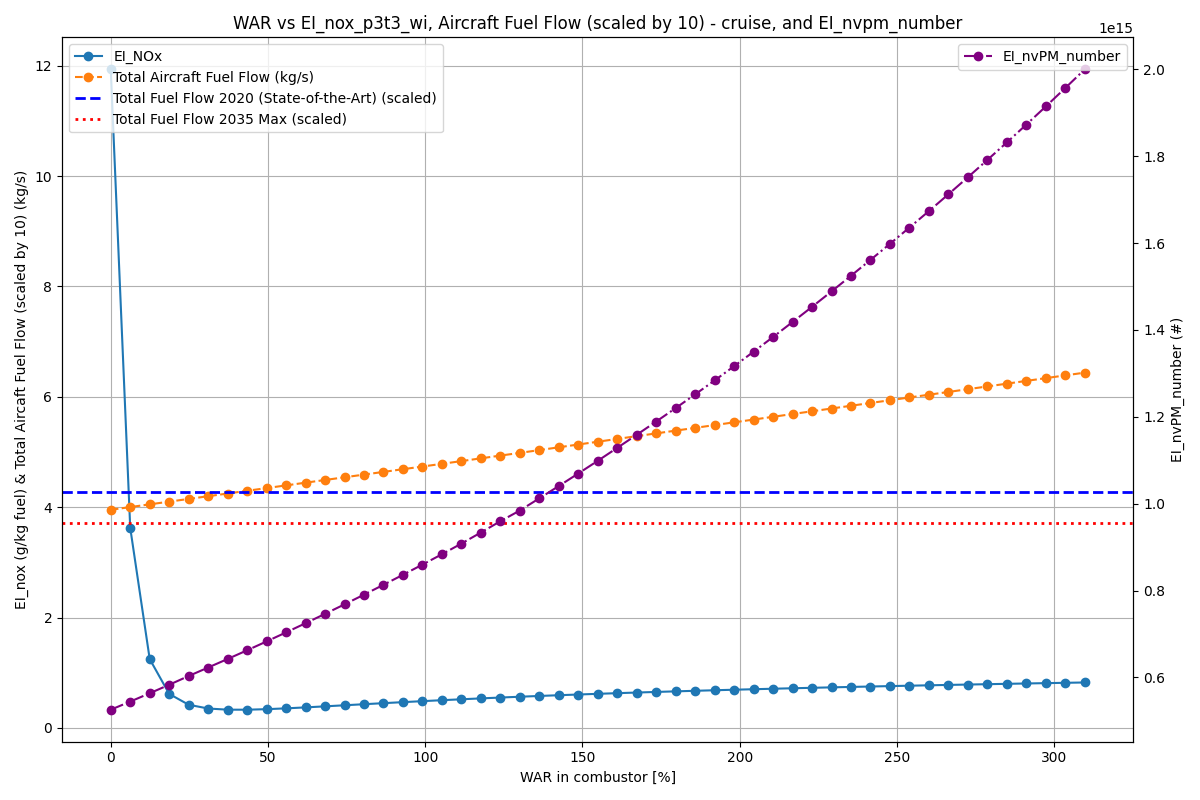 WAR vs EI_nox_p3t3_wi, Aircraft Fuel Flow (scaled by 10) - cruise, and EI_nvpm_number
1e15
EI_NOx
Total Aircraft Fuel Flow (kg/s)
Total Fuel Flow 2020 (State-of-the-Art) (scaled)
Total Fuel Flow 2035 Max (scaled)
EI_nvPM_number
EI_nox (g/kg fuel) & Total Aircaft Fuel Flow (scaled by 10) (kg/s)
12
10
8
6
4
2
0
2.0
1.8
1.6
1.4
1.2
1.0
0.8
0.6
EI_nvPM_number (#)
0 50 100 150 200 250 300
WAR in combustor [%]